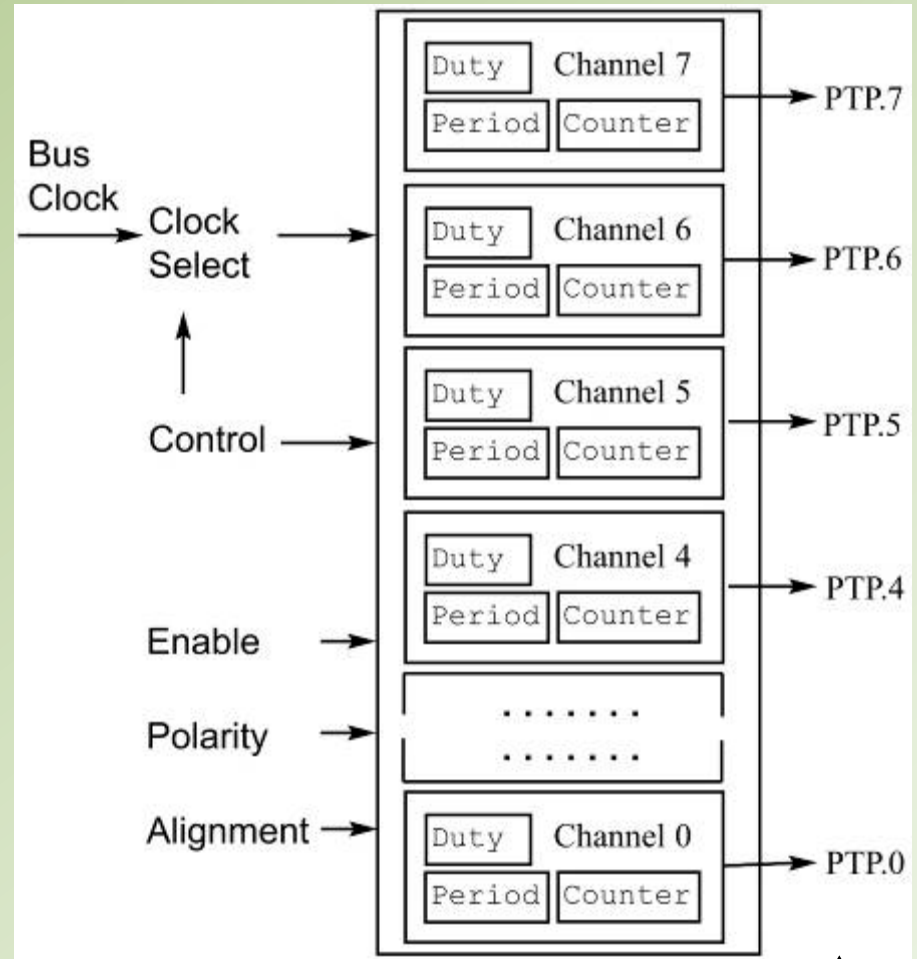 Duty Channel 7
Period Counter
PTP.7
Bus
Clock
Clock
Select
Duty Channel 6
Period Counter
PTP.6
Control
Duty Channel 5
Period Counter
PTP.5
Duty Channel 4
Period Counter
PTP.4
Enable
.......
Polarity
.......
Alignment
Duty Channel 0
Period Counter
PTP.0